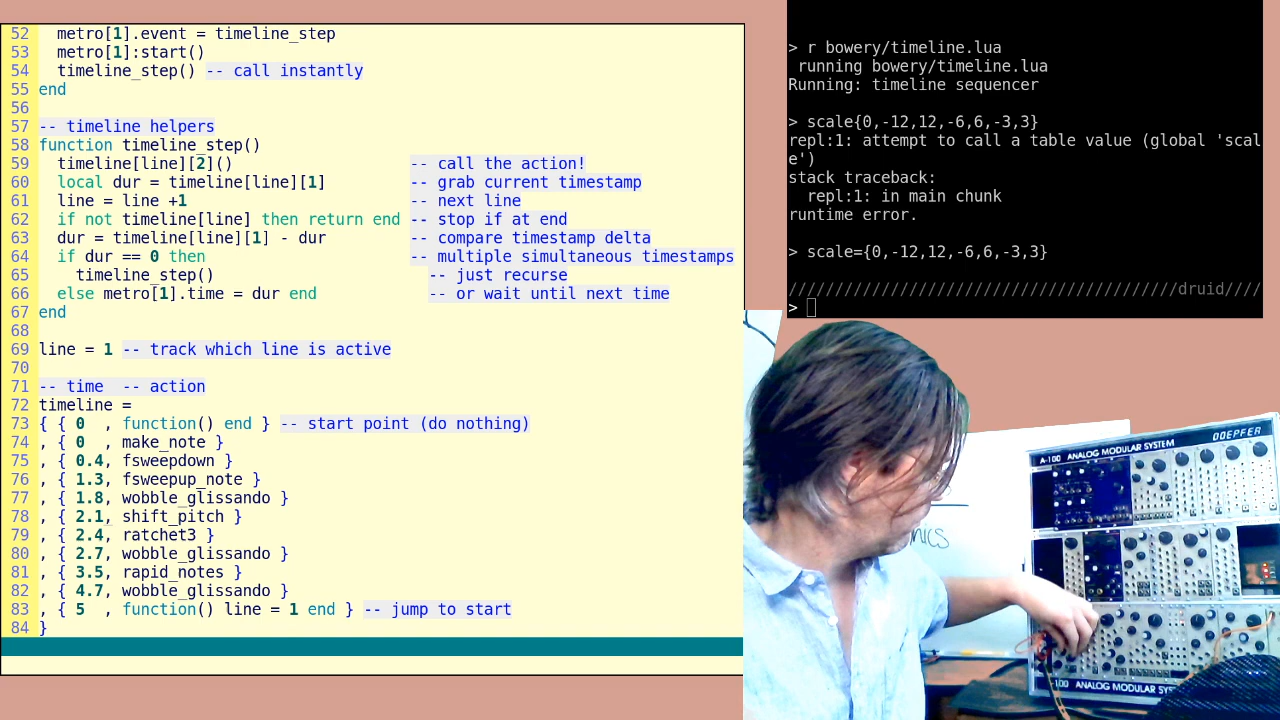 52 metro[1].event = timeline_step
53 metro[1]:start()
54 timeline_step() -- call instantly
55 end
56
57 -- timeline helpers
58 function timeline_step()
59 timeline[line][2]() -- call the action!
60 local dur = timeline[line][1] -- grab current timestamp
61 line = line +1 -- next line
62 if not timeline[line] then return end -- stop if at end
63 dur = timeline[line][1] - dur -- compare timestamp delta
64 if dur == 0 then -- multiple simultaneous timestamps
65 timeline_step() -- just recurse
66 else metro[1].time = dur end -- or wait until next time
67 end
68
69 line = 1 -- track which line is active
70
71 -- time -- action
72 timeline =
73 { { 0 , function() end } -- start point (do nothing)
74 , { 0 , make_note }
75 , { 0.4, fsweepdown }
76 , { 1.3, fsweepup_note }
77 , { 1.8, wobble_glissando }
78 , { 2.1, shift_pitch }
79 , { 2.4, ratchet3 }
80 , { 2.7, wobble_glissando }
81 , { 3.5, rapid_notes }
82 , { 4.7, wobble_glissando }
83 , { 5 , function() line = 1 end } -- jump to start
84 }
> r bowery/timeline.lua
running bowery/timeline.lua
Running: timeline sequencer
> scale{0,-12,12,-6,6,-3,3}
repl:1: attempt to call a table value (global 'scal
e')
stack traceback:
repl:1: in main chunk
runtime error.
> scale={0,-12,12,-6,6,-3,3}
//////////////////////////////////////////druid////
>
A-100 ANALOG MODULAR SYSTEM DOEPFER
-100 ANALOG MODULAR SYS